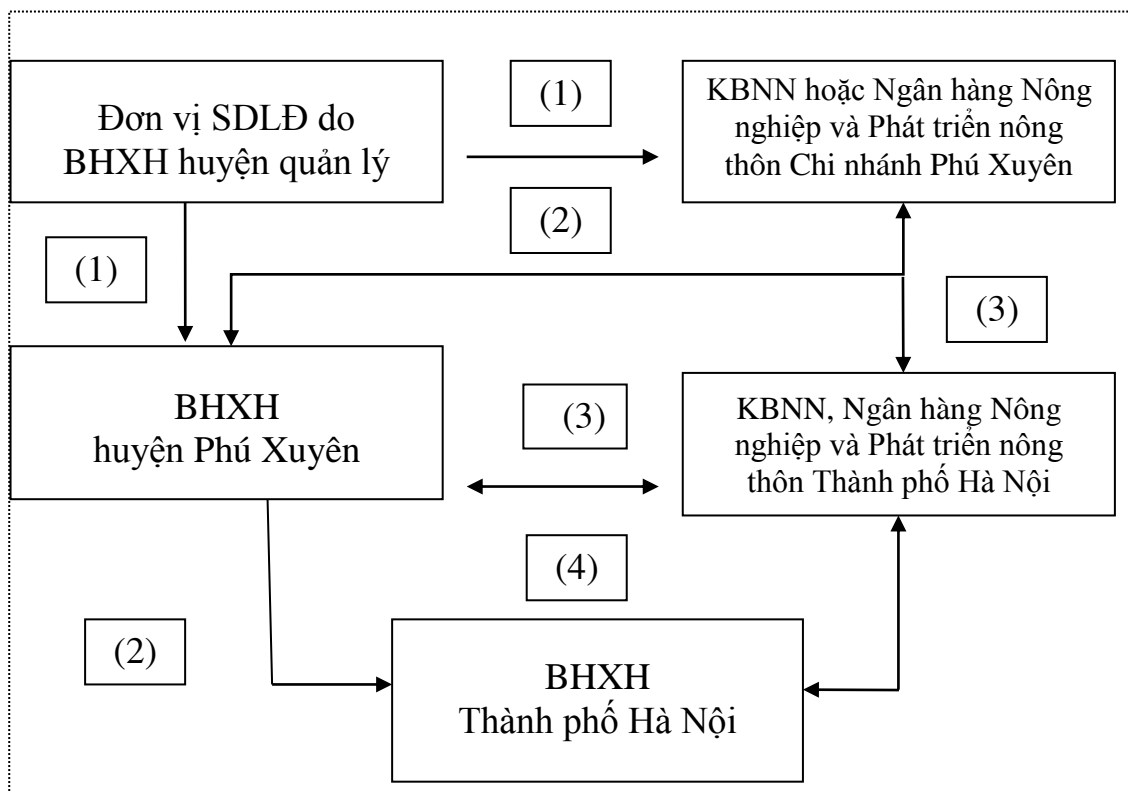 Đơn vị SDLĐ do
BHXH huyện quản lý
(1)
KBNN hoặc Ngân hàng Nông
nghiệp và Phát triển nông
thôn Chi nhánh Phú Xuyên
(2)
(1)
(3)
BHXH
huyện Phú Xuyên
(3)
KBNN, Ngân hàng Nông
nghiệp và Phát triển nông
thôn Thành phố Hà Nội
(4)
(2)
BHXH
Thành phố Hà Nội